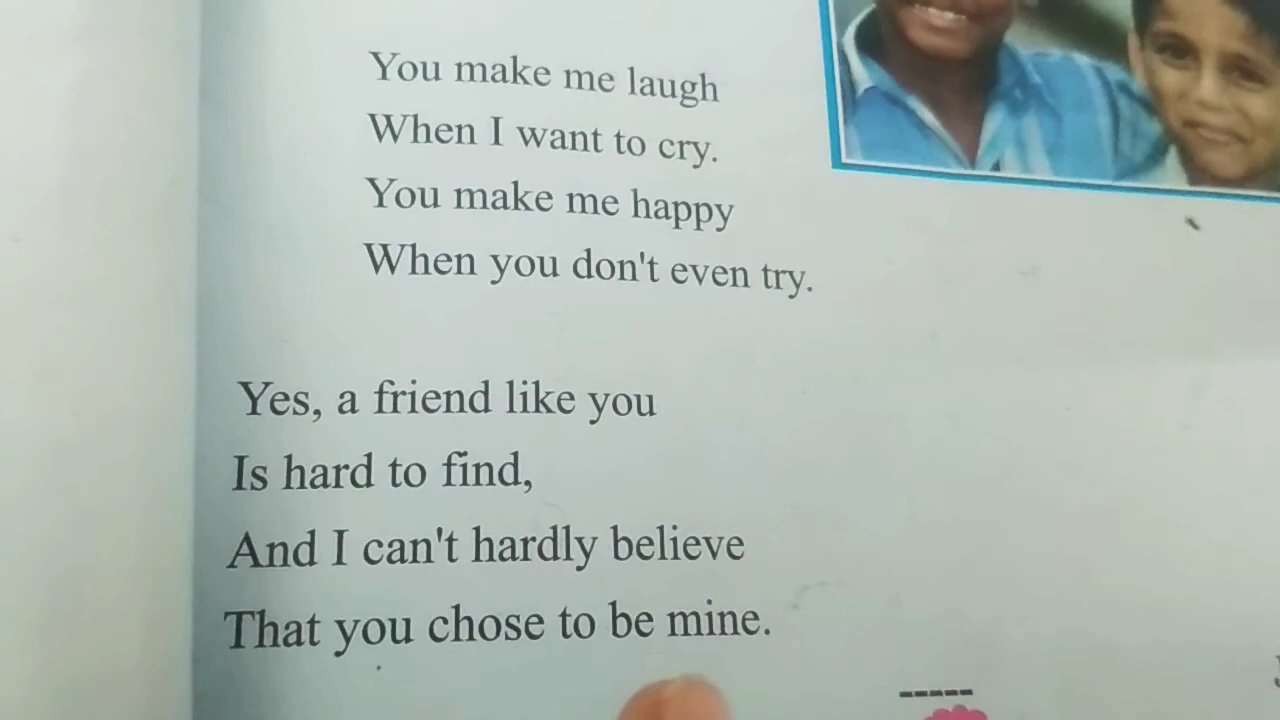 You make me laugh
When I want to cry.
You make me happy
When you don't even try.
Yes, a friend like you
Is hard to find,
And I can't hardly believe
That you chose to be mine.
-----